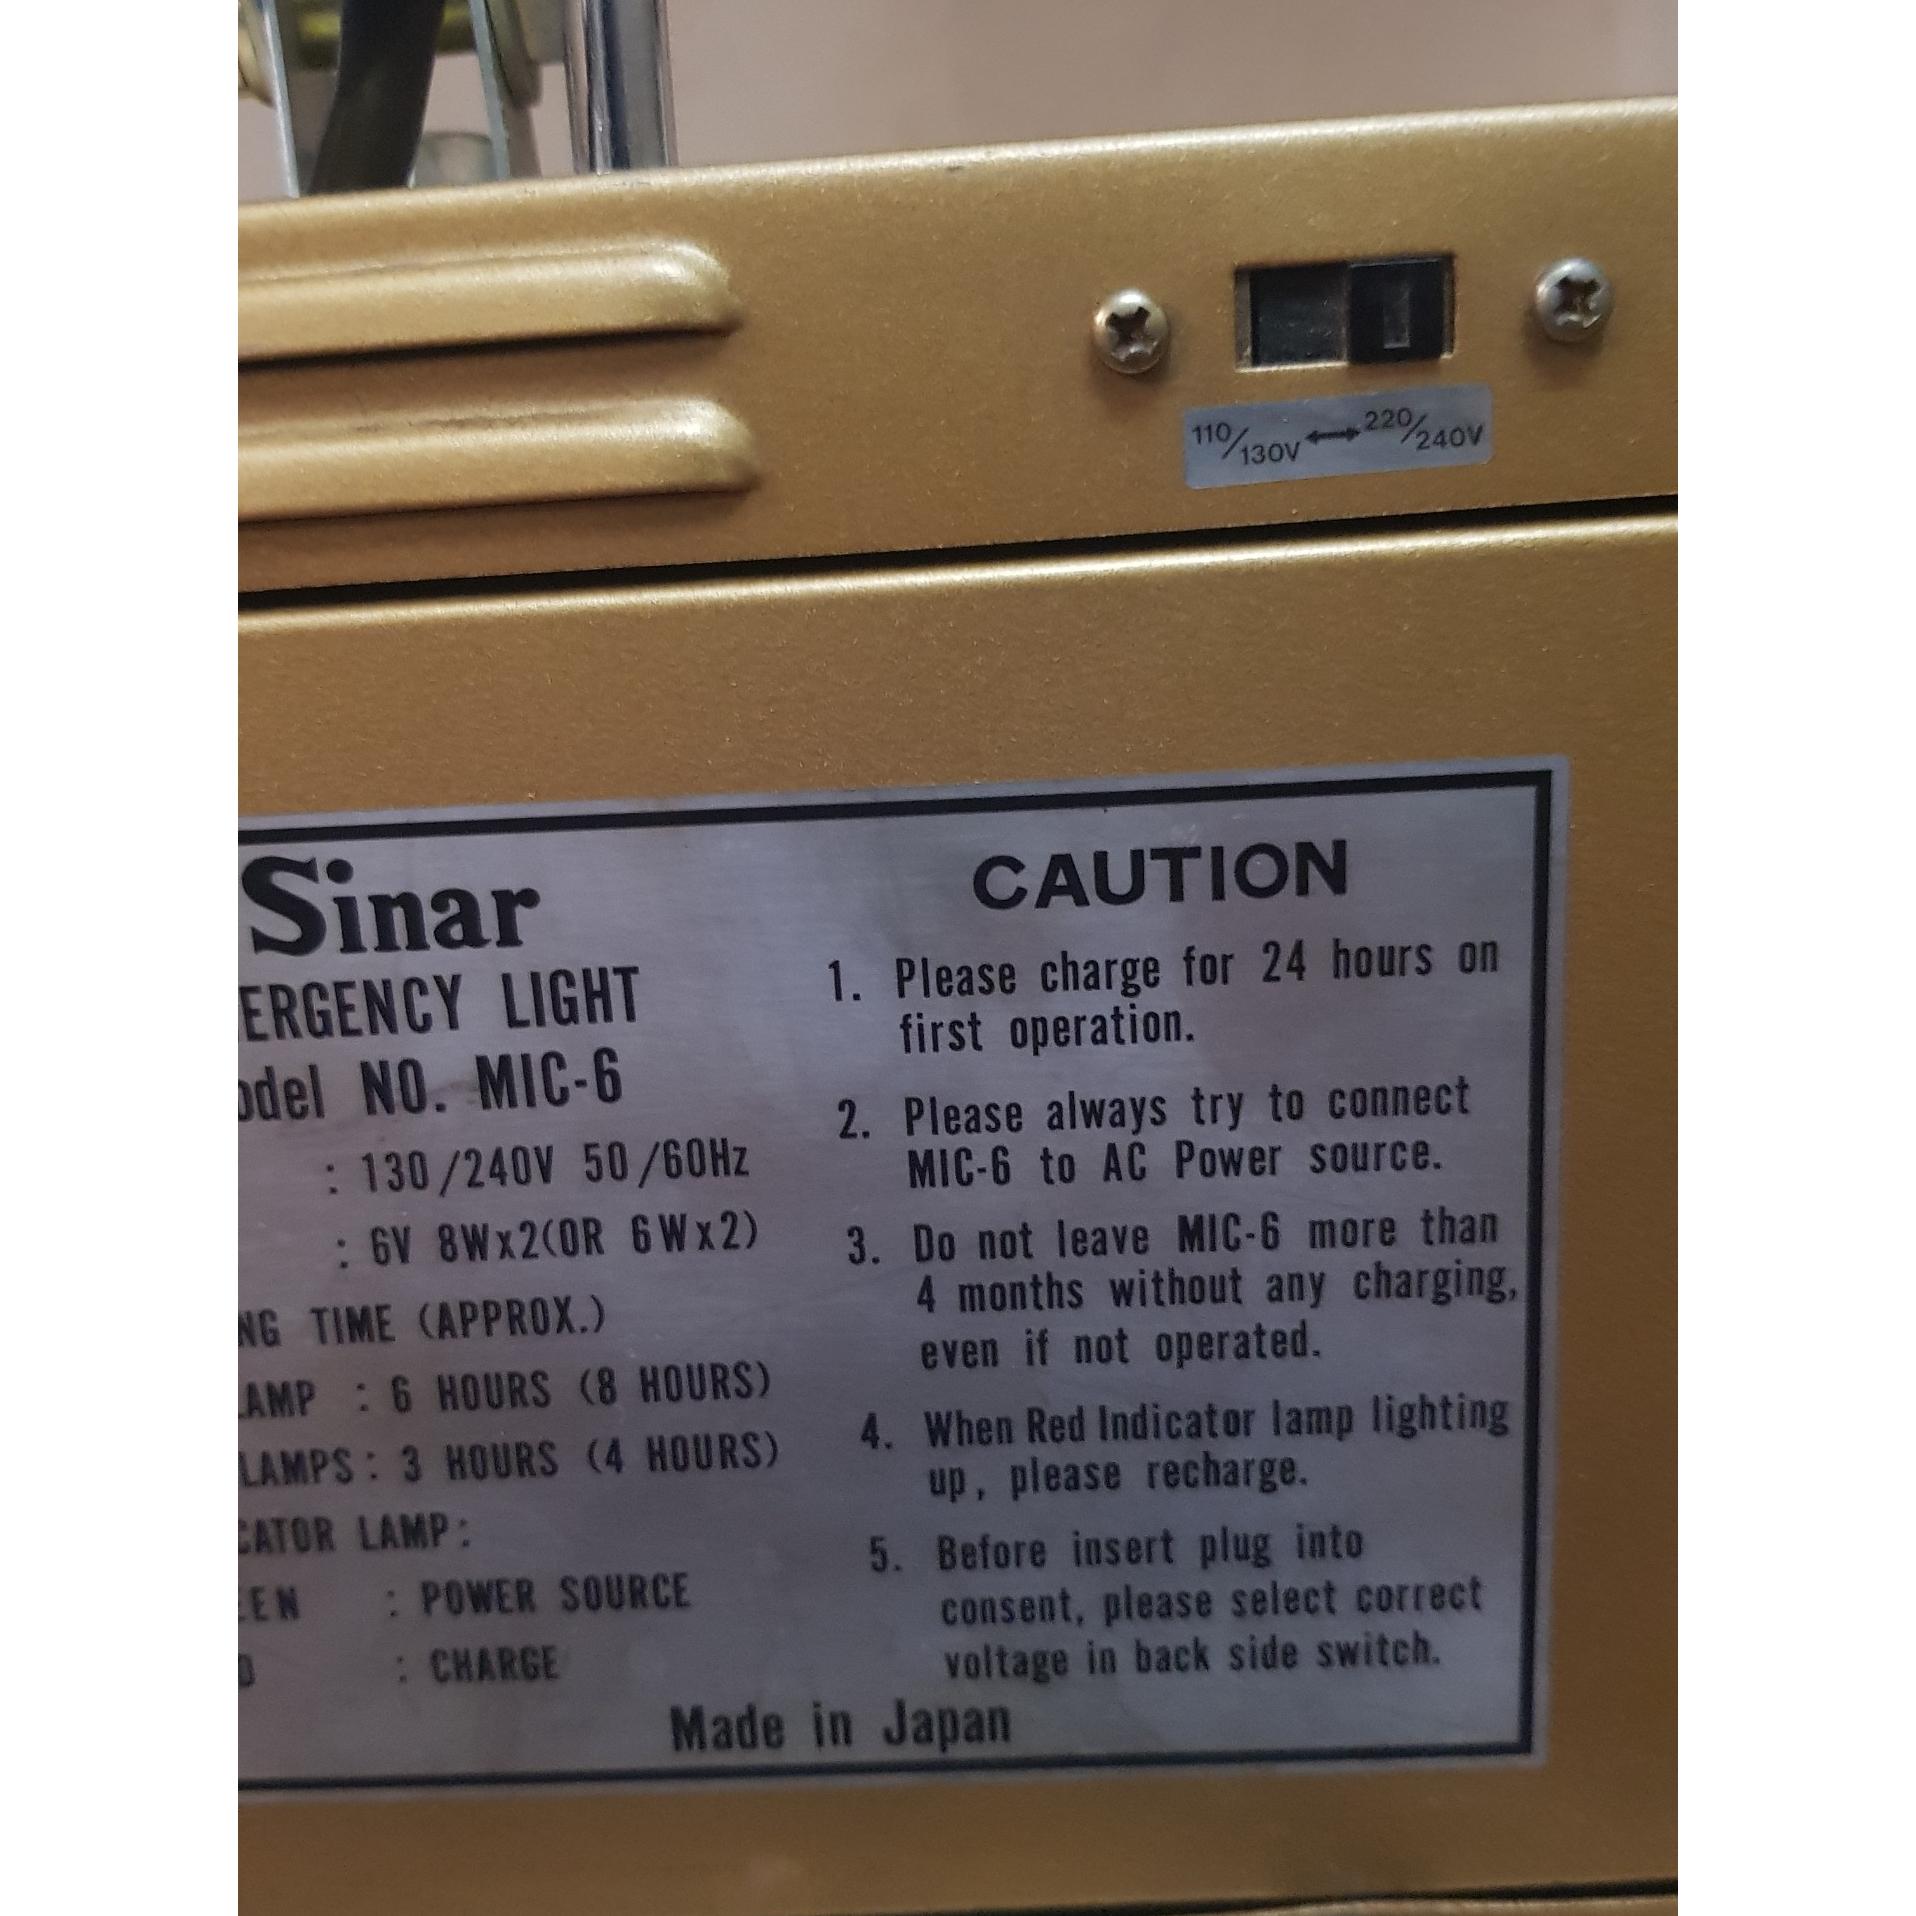 110/130V ↔ 220/240V
Sinar
ERGENCY LIGHT
odel NO. MIC-6
: 130/240V 50/60Hz
: 6V 8Wx2(OR 6Wx2)
NG TIME (APPROX.)
LAMP : 6 HOURS (8 HOURS)
LAMPS: 3 HOURS (4 HOURS)
CATOR LAMP:
EEN : POWER SOURCE
D : CHARGE
CAUTION
1. Please charge for 24 hours on
first operation.
2. Please always try to connect
MIC-6 to AC Power source.
3. Do not leave MIC-6 more than
4 months without any charging,
even if not operated.
4. When Red Indicator lamp lighting
up, please recharge.
5. Before insert plug into
consent, please select correct
voltage in back side switch.
Made in Japan